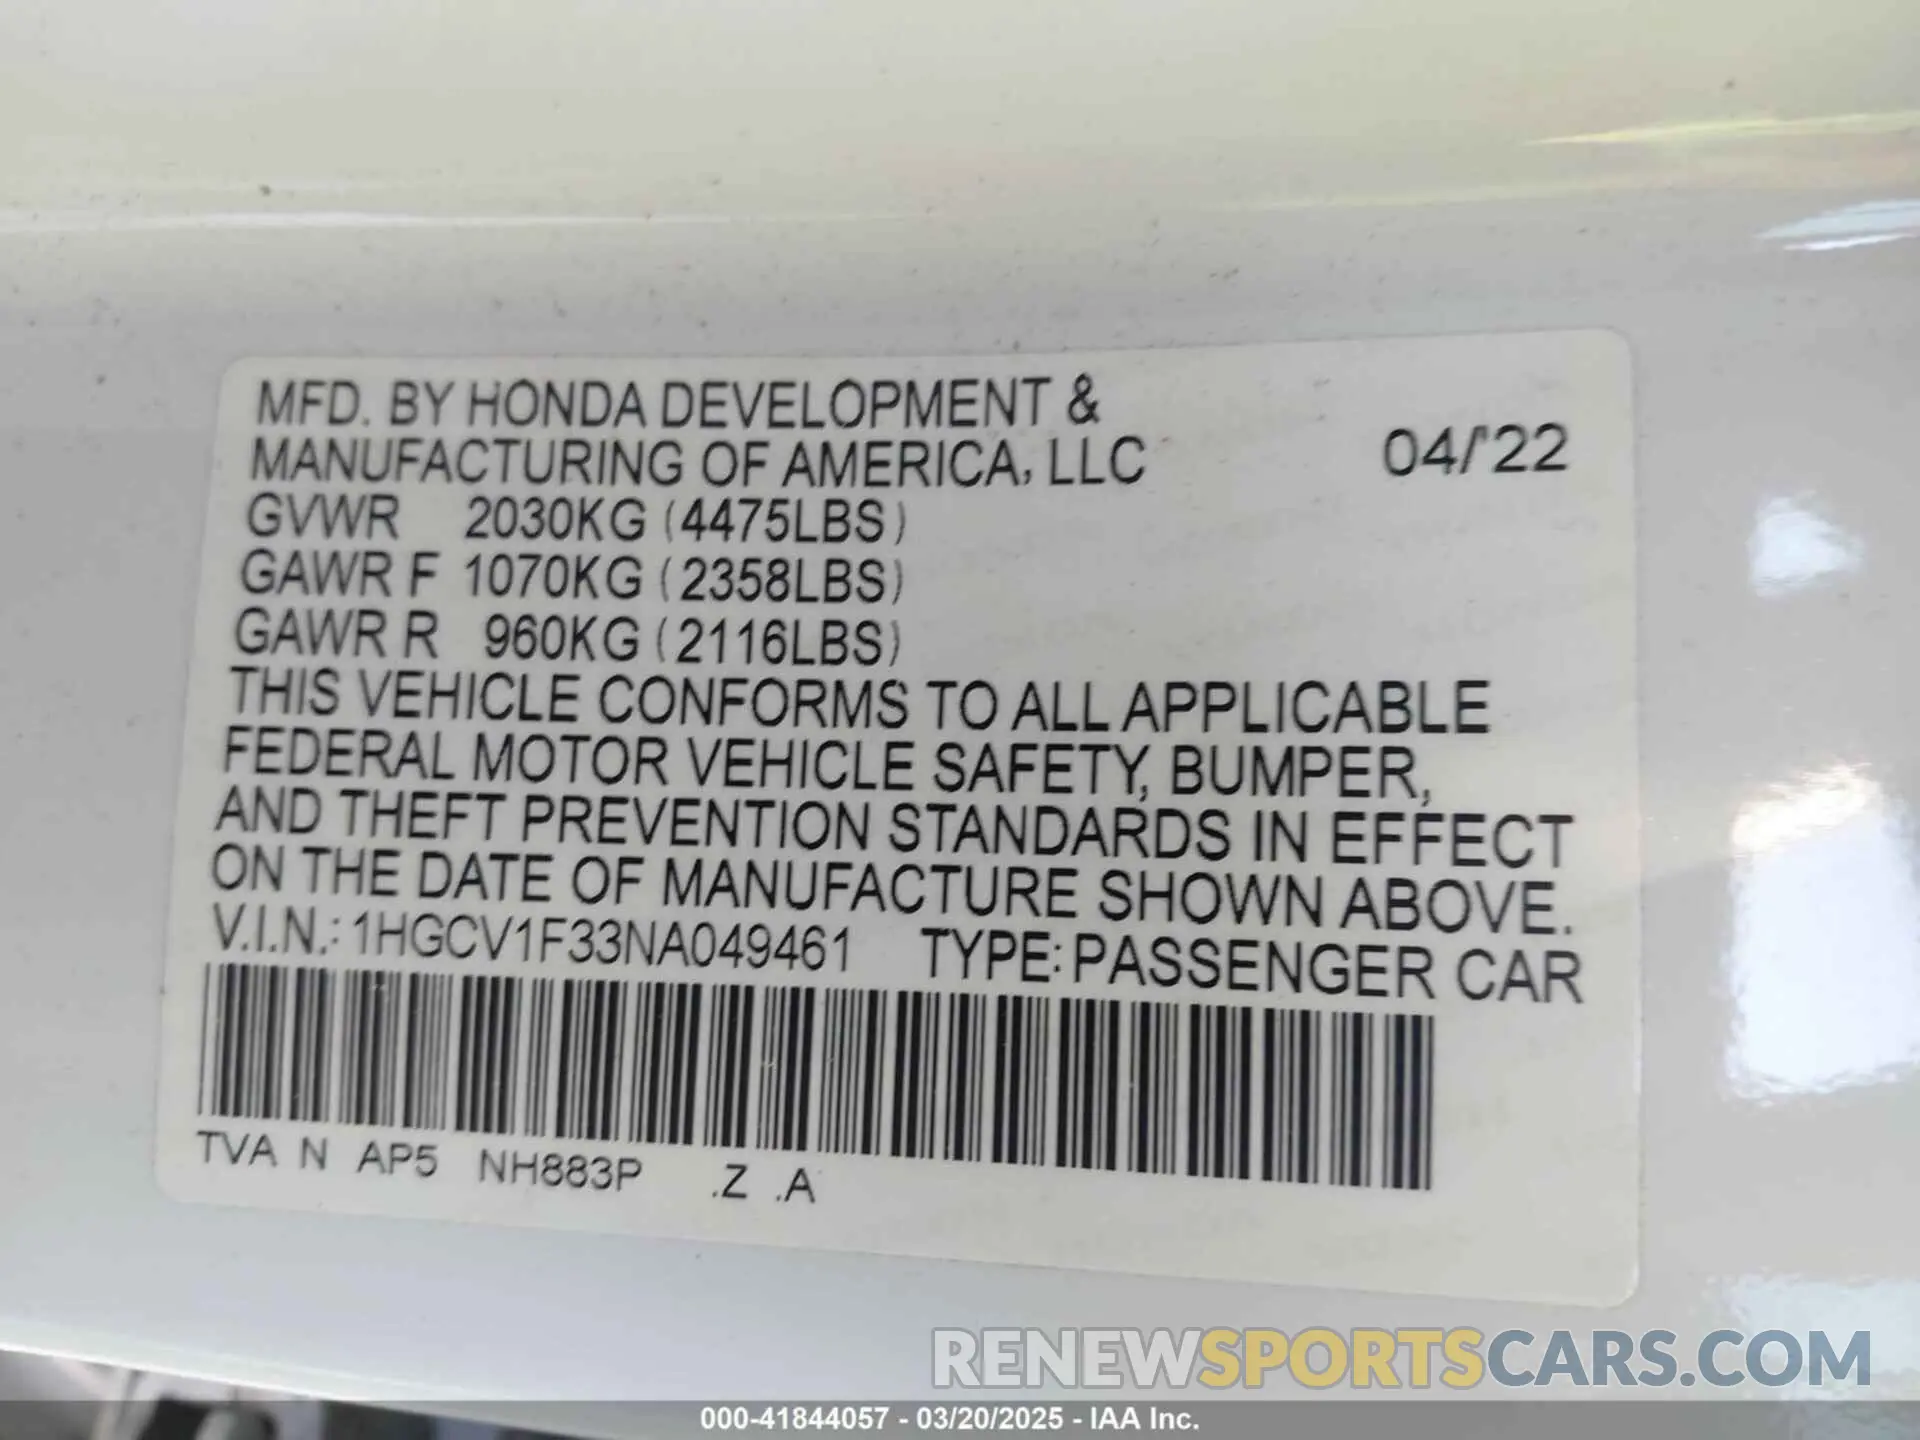 MFD. BY HONDA DEVELOPMENT &
MANUFACTURING OF AMERICA, LLC
04/'22
GVWR 2030KG (4475LBS)
GAWR F 1070KG (2358LBS)
GAWR R 960KG (2116LBS)
THIS VEHICLE CONFORMS TO ALL APPLICABLE
FEDERAL MOTOR VEHICLE SAFETY, BUMPER,
AND THEFT PREVENTION STANDARDS IN EFFECT
ON THE DATE OF MANUFACTURE SHOWN ABOVE.
V.I.N.: 1HGCV1F33NA049461 TYPE: PASSENGER CAR
TVA N AP5 NH883P .Z .A
RENEWSPORTSCARS.COM
000-41844057 - 03/20/2025 - IAA Inc.